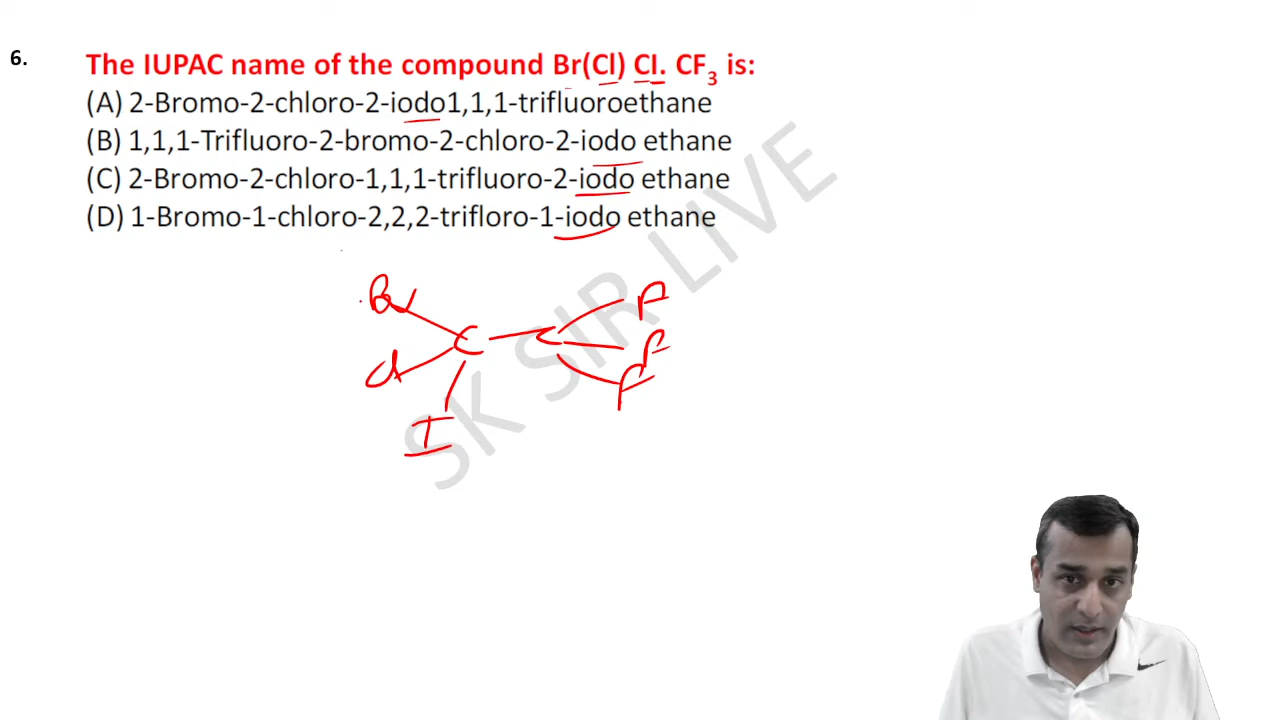 6.
The IUPAC name of the compound Br(Cl) CI. CF₃ is:
(A) 2-Bromo-2-chloro-2-iodo1,1,1-trifluoroethane
(B) 1,1,1-Trifluoro-2-bromo-2-chloro-2-iodo ethane
(C) 2-Bromo-2-chloro-1,1,1-trifluoro-2-iodo ethane
(D) 1-Bromo-1-chloro-2,2,2-trifloro-1-iodo ethane
Br
F
C
C
F
Cl
F
I
SK SIR LIVE